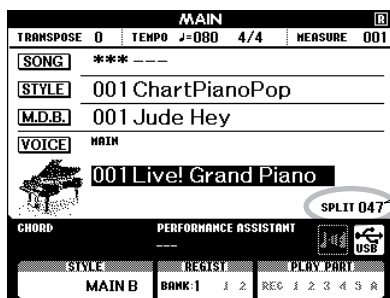 MAIN R
TRANSPOSE 0 TEMPO ♩=080 4/4 MEASURE 001
SONG *** ---
STYLE 001 ChartPianoPop
M.D.B. 001 Jude Hey
VOICE MAIN
001 Live! Grand Piano
SPLIT 047
CHORD PERFORMANCE ASSISTANT
---
USB
STYLE REGIST PLAY PART
MAIN B BANK:1 1 2 REC 1 2 3 4 5 A